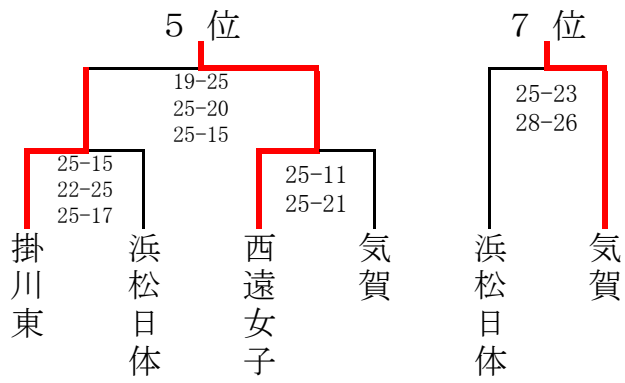 5 位
7 位
19-25
25-20
25-15
25-23
28-26
25-15
22-25
25-17
25-11
25-21
掛川東
浜松日体
西遠女子
気賀
浜松日体
気賀